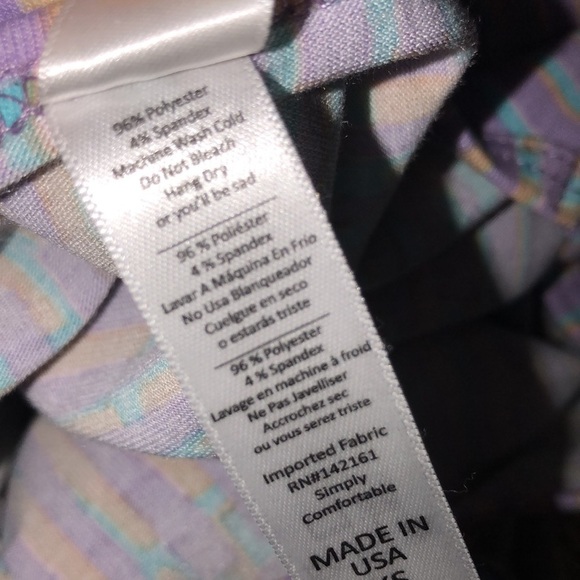 96% Polyester
4% Spandex
Machine Wash Cold
Do Not Bleach
Hang Dry
or you'll be sad
96 % Poliéster
4 % Spandex
Lavar A Máquina En Frio
No Usa Blanqueador
Cuelgue en seco
o estarás triste
96 % Polyester
4 % Spandex
Lavage en machine à froid
Ne Pas Javelliser
Accrochez sec
ou vous serez triste
Imported Fabric
RN#142161
Simply
Comfortable
MADE IN
USA